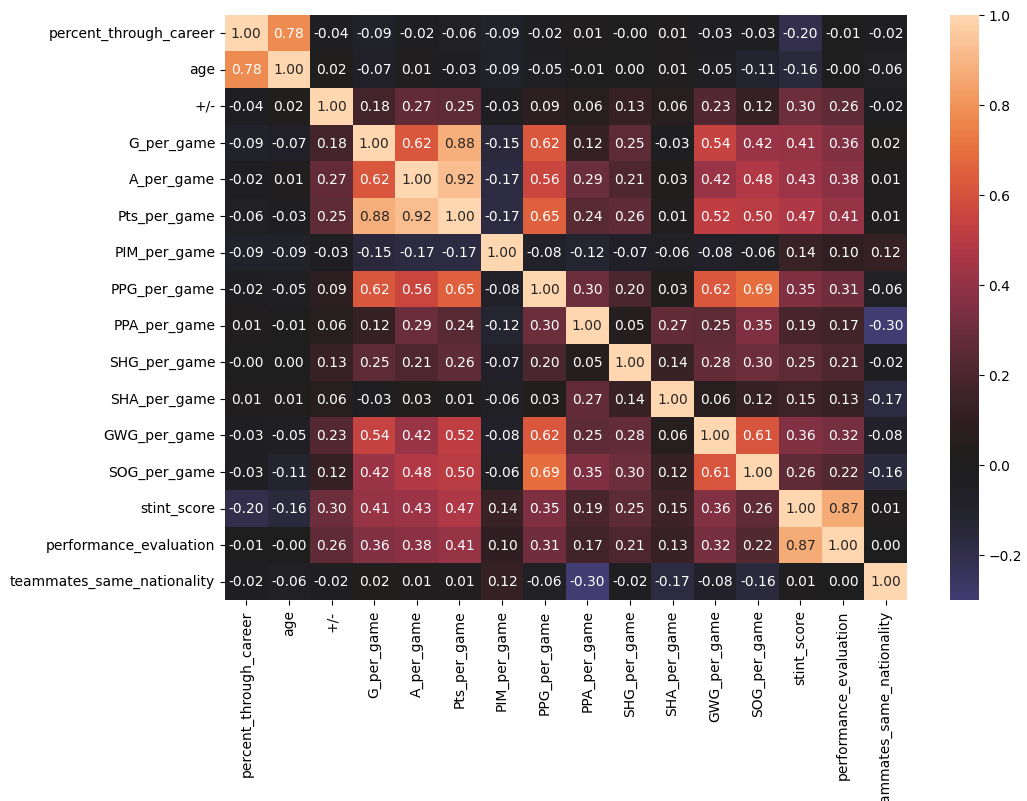 percent_through_career 1.00 0.78 -0.04 -0.09 -0.02 -0.06 -0.09 -0.02 0.01 -0.00 0.01 -0.03 -0.03 -0.20 -0.01 -0.02
age 0.78 1.00 0.02 -0.07 0.01 -0.03 -0.09 -0.05 -0.01 0.00 0.01 -0.05 -0.11 -0.16 -0.00 -0.06
+/- -0.04 0.02 1.00 0.18 0.27 0.25 -0.03 0.09 0.06 0.13 0.06 0.23 0.12 0.30 0.26 -0.02
G_per_game -0.09 -0.07 0.18 1.00 0.62 0.88 -0.15 0.62 0.12 0.25 -0.03 0.54 0.42 0.41 0.36 0.02
A_per_game -0.02 0.01 0.27 0.62 1.00 0.92 -0.17 0.56 0.29 0.21 0.03 0.42 0.48 0.43 0.38 0.01
Pts_per_game -0.06 -0.03 0.25 0.88 0.92 1.00 -0.17 0.65 0.24 0.26 0.01 0.52 0.50 0.47 0.41 0.01
PIM_per_game -0.09 -0.09 -0.03 -0.15 -0.17 -0.17 1.00 -0.08 -0.12 -0.07 -0.06 -0.08 -0.06 0.14 0.10 0.12
PPG_per_game -0.02 -0.05 0.09 0.62 0.56 0.65 -0.08 1.00 0.30 0.20 0.03 0.62 0.69 0.35 0.31 -0.06
PPA_per_game 0.01 -0.01 0.06 0.12 0.29 0.24 -0.12 0.30 1.00 0.05 0.27 0.25 0.35 0.19 0.17 -0.30
SHG_per_game -0.00 0.00 0.13 0.25 0.21 0.26 -0.07 0.20 0.05 1.00 0.14 0.28 0.30 0.25 0.21 -0.02
SHA_per_game 0.01 0.01 0.06 -0.03 0.03 0.01 -0.06 0.03 0.27 0.14 1.00 0.06 0.12 0.15 0.13 -0.17
GWG_per_game -0.03 -0.05 0.23 0.54 0.42 0.52 -0.08 0.62 0.25 0.28 0.06 1.00 0.61 0.36 0.32 -0.08
SOG_per_game -0.03 -0.11 0.12 0.42 0.48 0.50 -0.06 0.69 0.35 0.30 0.12 0.61 1.00 0.26 0.22 -0.16
stint_score -0.20 -0.16 0.30 0.41 0.43 0.47 0.14 0.35 0.19 0.25 0.15 0.36 0.26 1.00 0.87 0.01
performance_evaluation -0.01 -0.00 0.26 0.36 0.38 0.41 0.10 0.31 0.17 0.21 0.13 0.32 0.22 0.87 1.00 0.00
teammates_same_nationality -0.02 -0.06 -0.02 0.02 0.01 0.01 0.12 -0.06 -0.30 -0.02 -0.17 -0.08 -0.16 0.01 0.00 1.00
percent_through_career
age
+/-
G_per_game
A_per_game
Pts_per_game
PIM_per_game
PPG_per_game
PPA_per_game
SHG_per_game
SHA_per_game
GWG_per_game
SOG_per_game
stint_score
performance_evaluation
ammates_same_nationality
1.0
0.8
0.6
0.4
0.2
0.0
-0.2